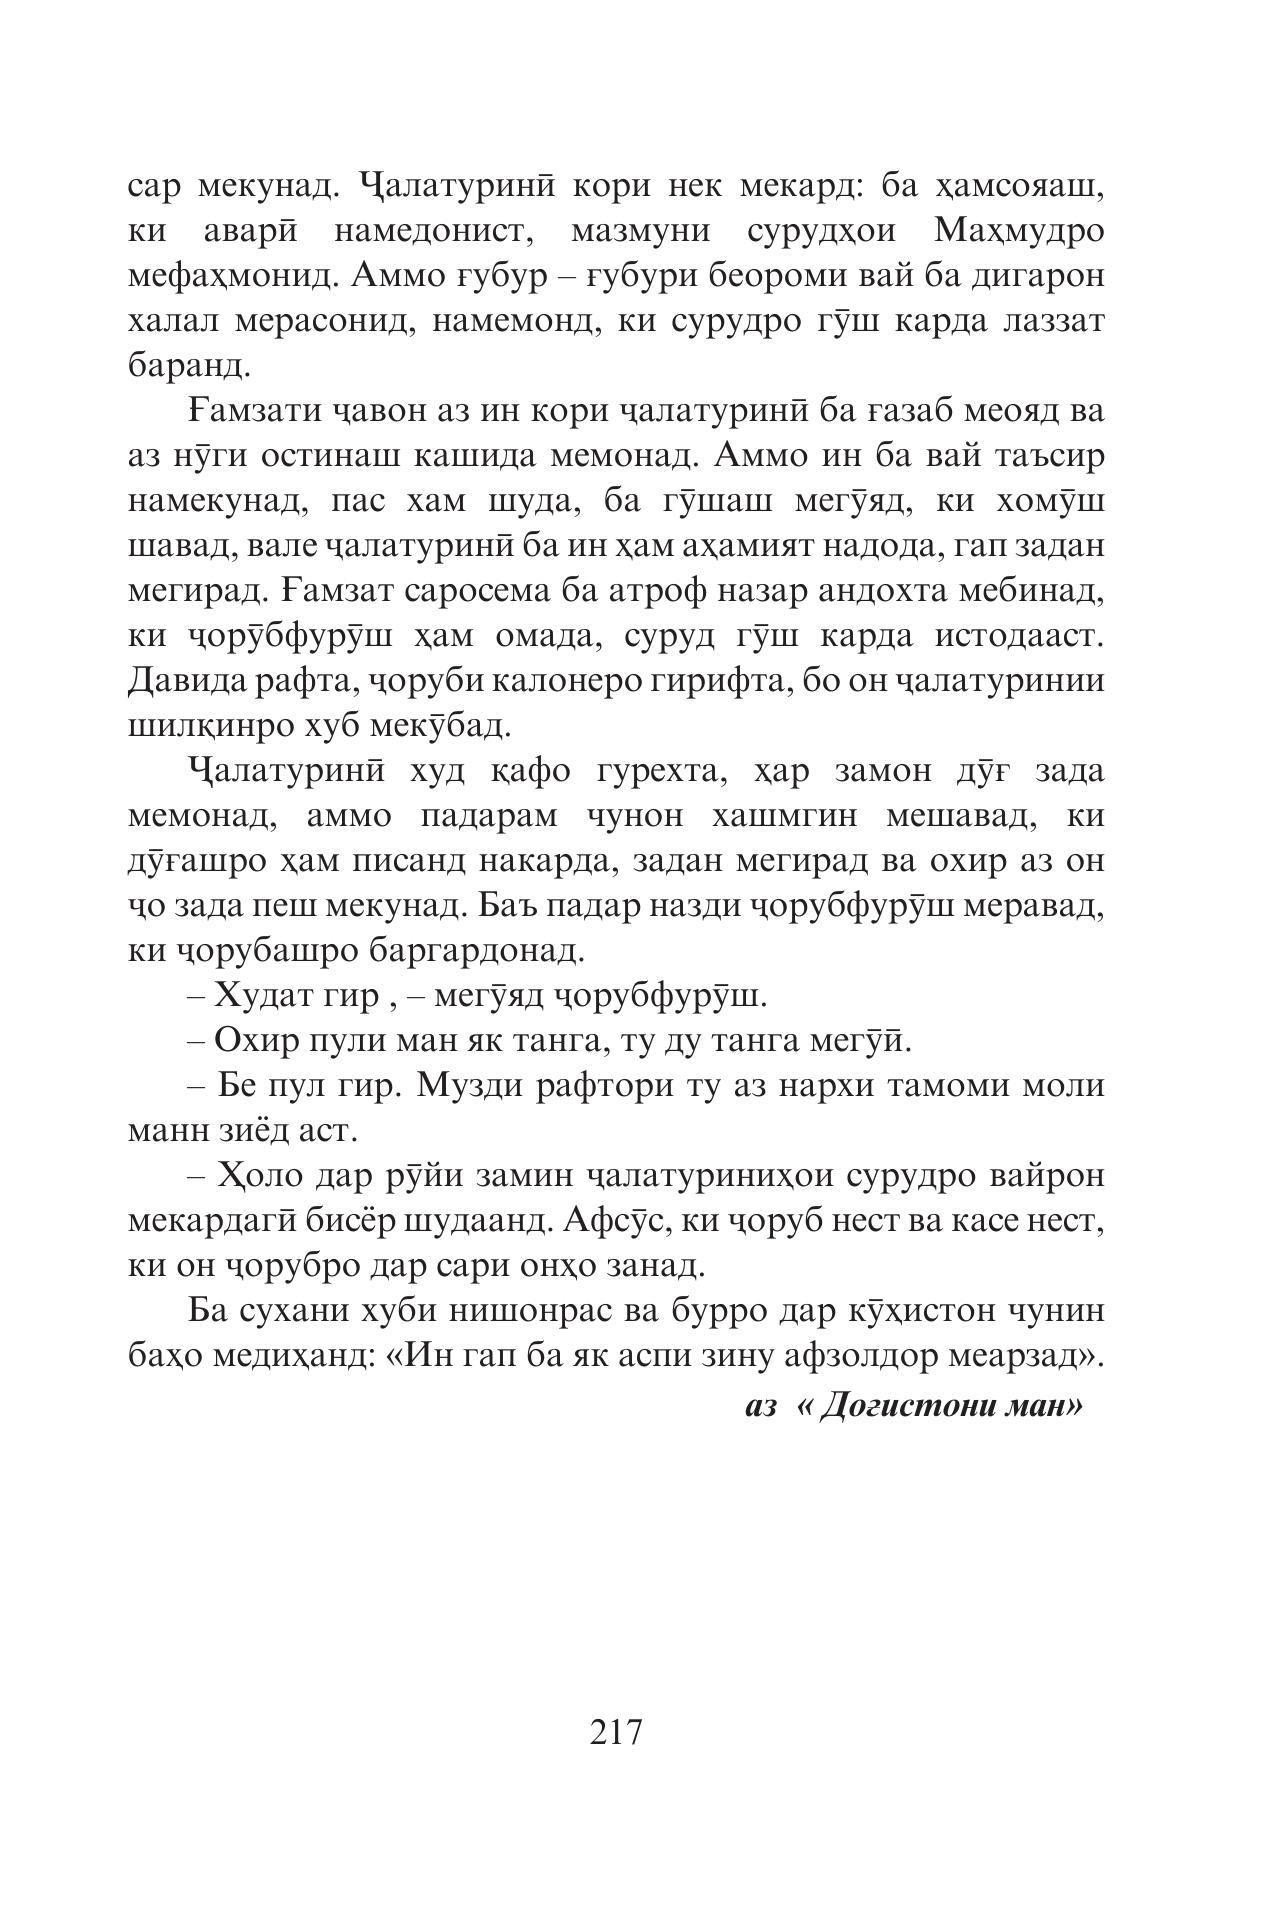 сар мекунад. Ҷалатуринӣ кори нек мекард: ба ҳамсояаш,
ки аварӣ намедонист, мазмуни сурудҳои Маҳмудро
мефаҳмонид. Аммо ғубур – ғубури беороми вай ба дигарон
халал мерасонид, намемонд, ки сурудро гӯш карда лаззат
баранд.
Ғамзати ҷавон аз ин кори ҷалатуринӣ ба ғазаб меояд ва
аз нӯги остинаш кашида мемонад. Аммо ин ба вай таъсир
намекунад, пас хам шуда, ба гӯшаш мегӯяд, ки хомӯш
шавад, вале ҷалатуринӣ ба ин ҳам аҳамият надода, гап задан
мегирад. Ғамзат саросема ба атроф назар андохта мебинад,
ки ҷорӯбфурӯш ҳам омада, суруд гӯш карда истодааст.
Давида рафта, ҷоруби калонеро гирифта, бо он ҷалатуринии
шилқинро хуб мекӯбад.
Ҷалатуринӣ худ қафо гурехта, ҳар замон дӯғ зада
мемонад, аммо падарам чунон хашмгин мешавад, ки
дӯғашро ҳам писанд накарда, задан мегирад ва охир аз он
ҷо зада пеш мекунад. Баъ падар назди ҷорубфурӯш меравад,
ки ҷорубашро баргардонад.
– Худат гир , – мегӯяд ҷорубфурӯш.
– Охир пули ман як танга, ту ду танга мегӯӣ.
– Бе пул гир. Музди рафтори ту аз нархи тамоми моли
манн зиёд аст.
– Ҳоло дар рӯйи замин ҷалатуриниҳои сурудро вайрон
мекардагӣ бисёр шудаанд. Афсӯс, ки ҷоруб нест ва касе нест,
ки он ҷорубро дар сари онҳо занад.
Ба сухани хуби нишонрас ва бурро дар кӯҳистон чунин
баҳо медиҳанд: «Ин гап ба як аспи зину афзолдор меарзад».
аз « Доғистони ман»
217